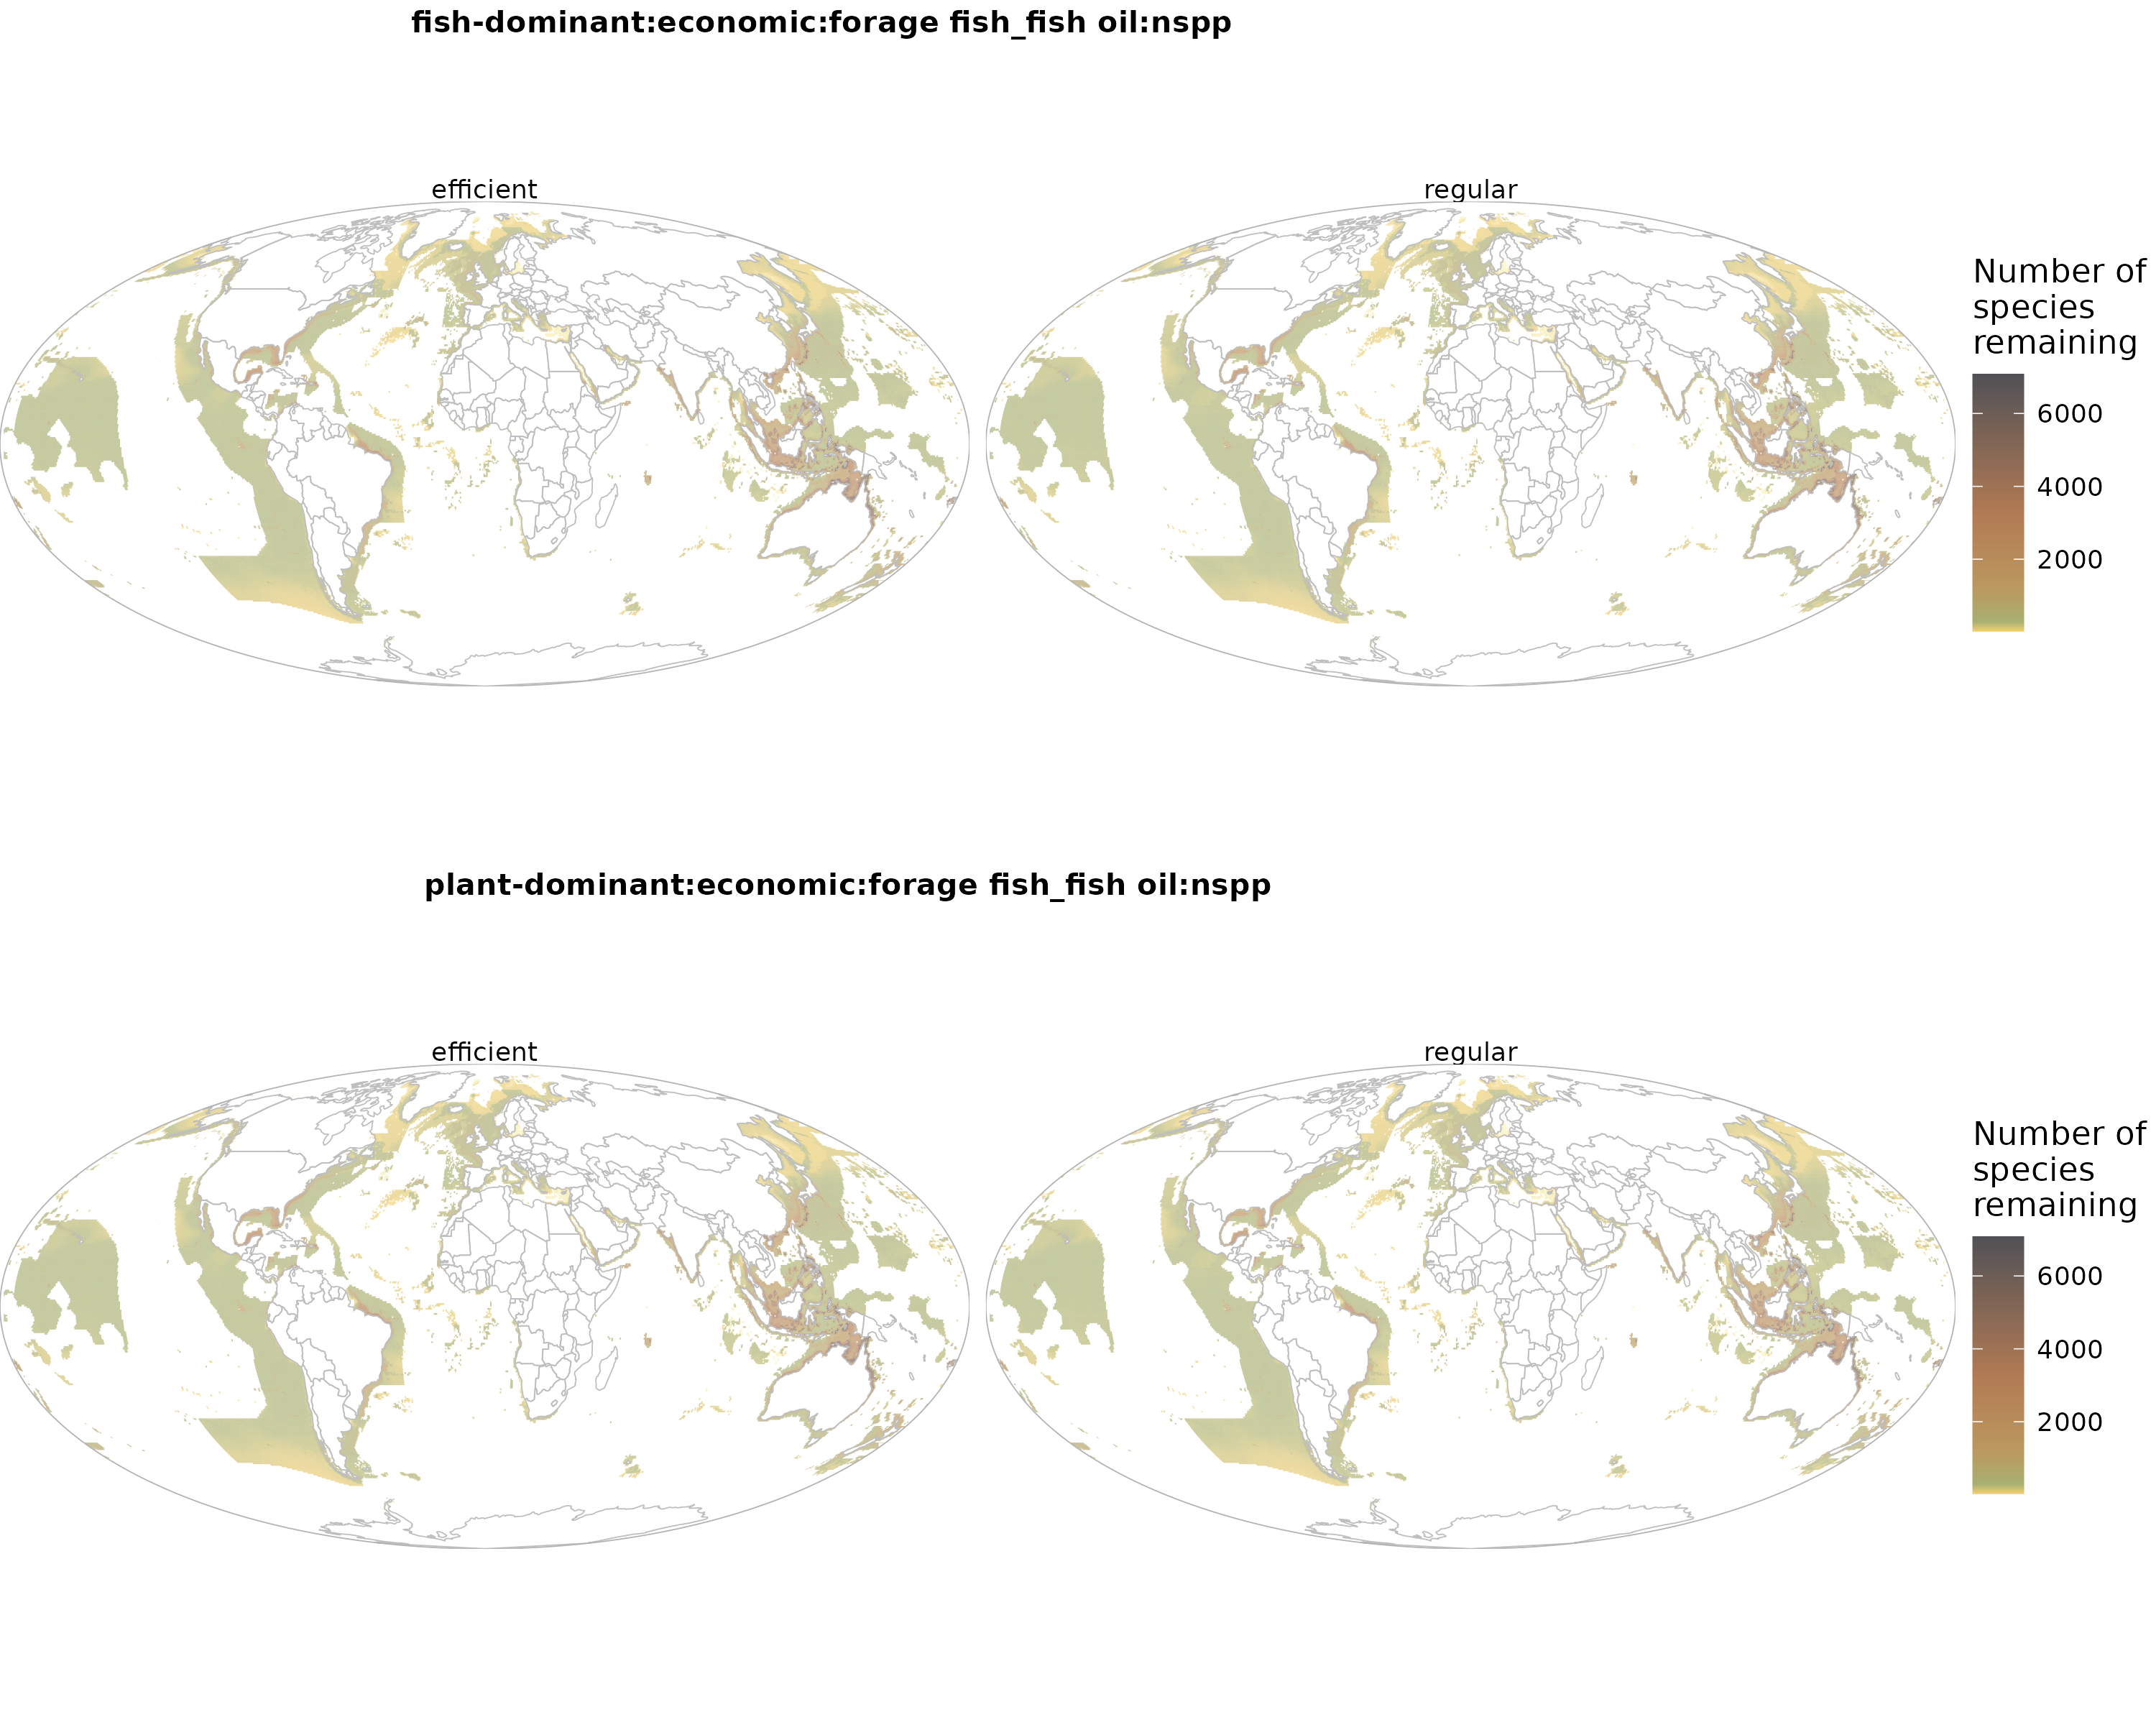 fish-dominant:economic:forage fish_fish oil:nspp
efficient
regular
Number of
species
remaining
6000
4000
2000
plant-dominant:economic:forage fish_fish oil:nspp
efficient
regular
Number of
species
remaining
6000
4000
2000